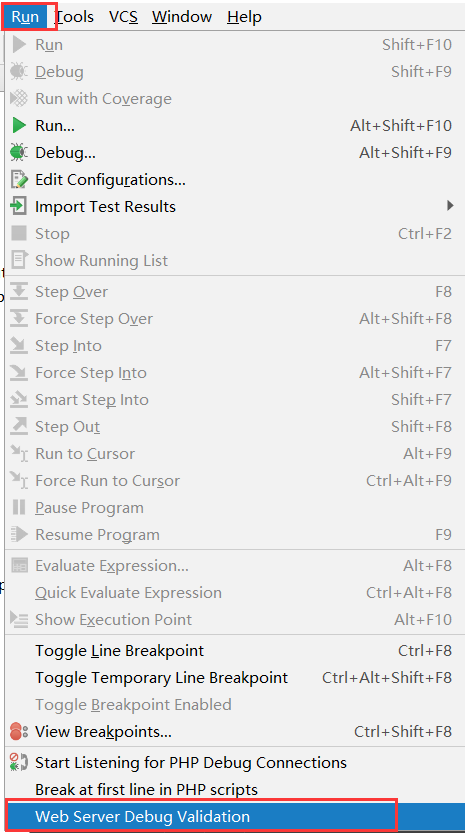 Run Tools VCS Window Help
Run Shift+F10
Debug Shift+F9
Run with Coverage
Run... Alt+Shift+F10
Debug... Alt+Shift+F9
Edit Configurations...
Import Test Results
Stop Ctrl+F2
Show Running List
Step Over F8
Force Step Over Alt+Shift+F8
Step Into F7
Force Step Into Alt+Shift+F7
Smart Step Into Shift+F7
Step Out Shift+F8
Run to Cursor Alt+F9
Force Run to Cursor Ctrl+Alt+F9
Pause Program
Resume Program F9
Evaluate Expression... Alt+F8
Quick Evaluate Expression Ctrl+Alt+F8
Show Execution Point Alt+F10
Toggle Line Breakpoint Ctrl+F8
Toggle Temporary Line Breakpoint Ctrl+Alt+Shift+F8
Toggle Breakpoint Enabled
View Breakpoints... Ctrl+Shift+F8
Start Listening for PHP Debug Connections
Break at first line in PHP scripts
Web Server Debug Validation